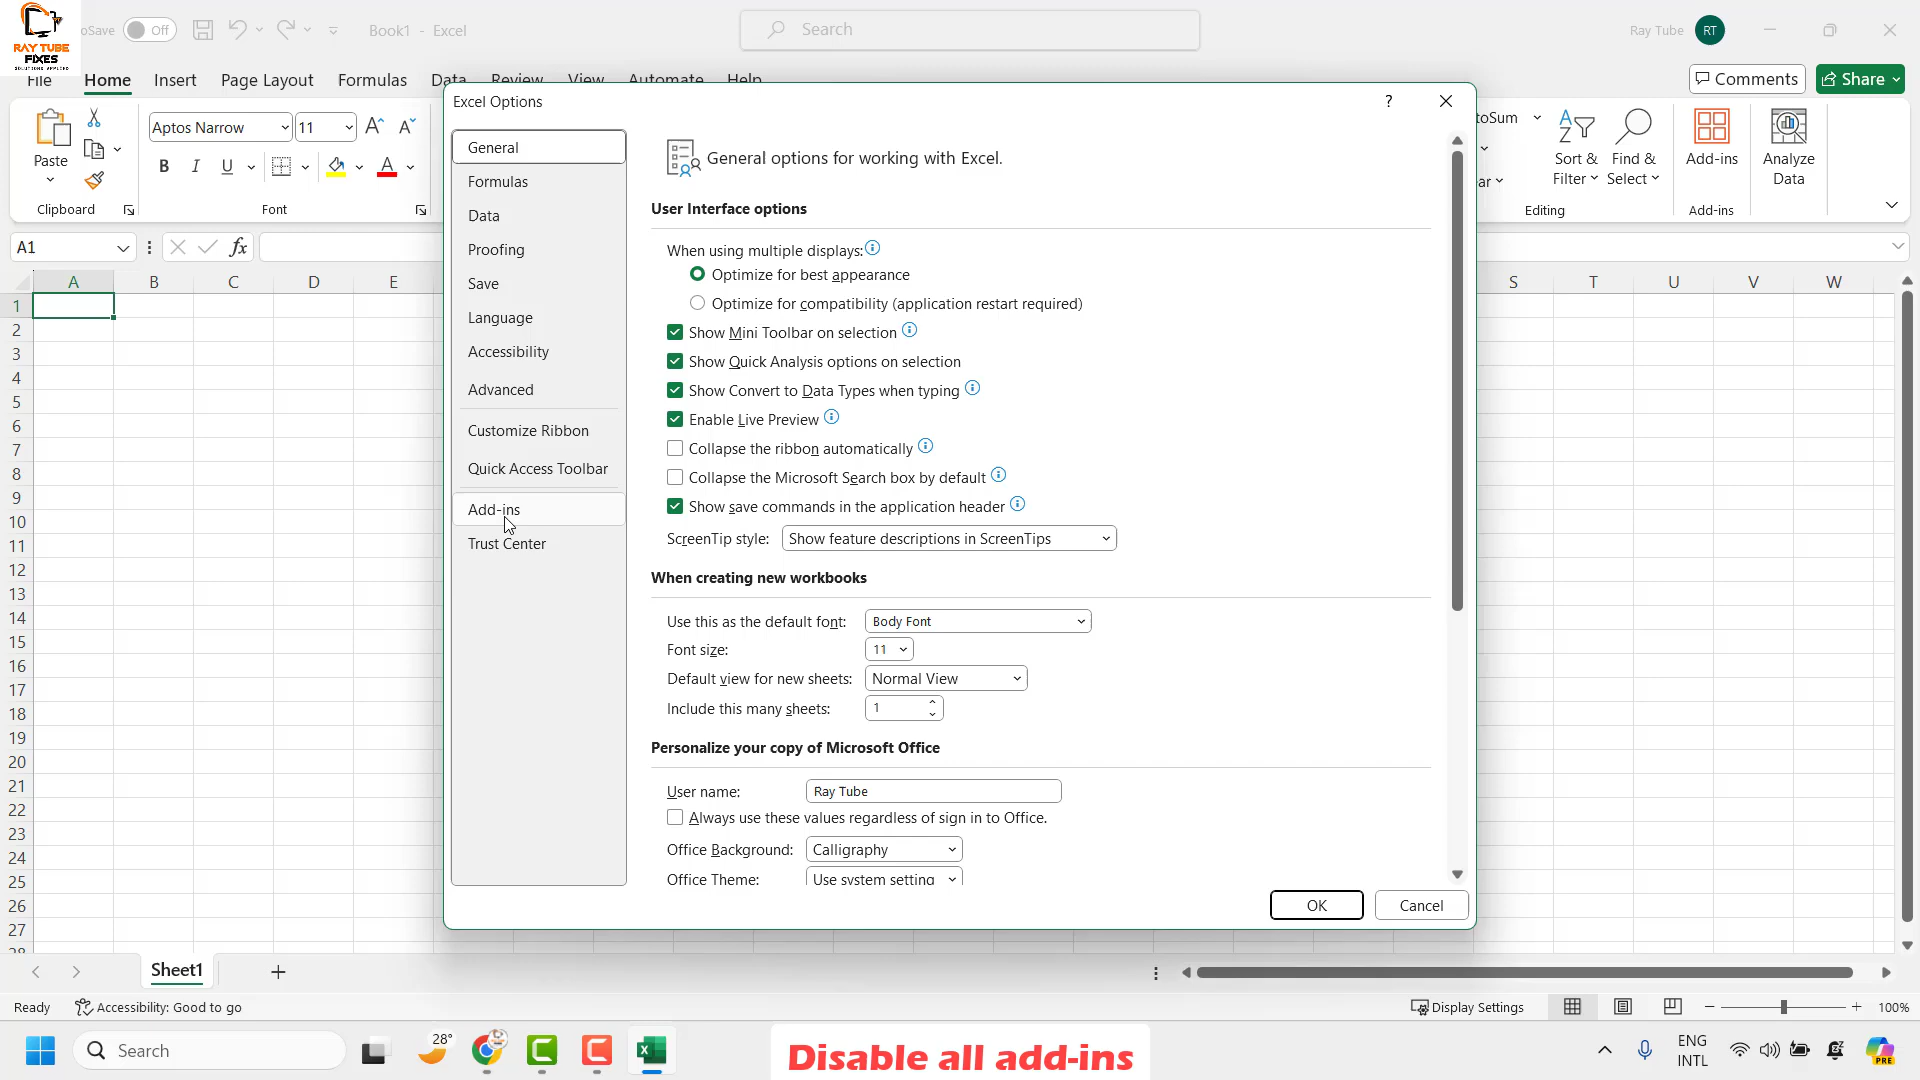 RAY TUBE
FIXES
SOLUTIONS APPLIED
oSave Off
Book1 - Excel
Search
Ray Tube RT
File Home Insert Page Layout Formulas Data Review View Automate Help
Comments Share
Paste
Clipboard
Aptos Narrow 11
B I U A
Font
toSum
ar
Sort & Filter
Find & Select
Editing
Add-ins
Add-ins
Analyze Data
A1 fx
A B C D E S T U V W
1
2
3
4
5
6
7
8
9
10
11
12
13
14
15
16
17
18
19
20
21
22
23
24
25
26
27
28
Excel Options ?
General
Formulas
Data
Proofing
Save
Language
Accessibility
Advanced
Customize Ribbon
Quick Access Toolbar
Add-ins
Trust Center
General options for working with Excel.
User Interface options
When using multiple displays:
Optimize for best appearance
Optimize for compatibility (application restart required)
Show Mini Toolbar on selection
Show Quick Analysis options on selection
Show Convert to Data Types when typing
Enable Live Preview
Collapse the ribbon automatically
Collapse the Microsoft Search box by default
Show save commands in the application header
ScreenTip style: Show feature descriptions in ScreenTips
When creating new workbooks
Use this as the default font: Body Font
Font size: 11
Default view for new sheets: Normal View
Include this many sheets: 1
Personalize your copy of Microsoft Office
User name: Ray Tube
Always use these values regardless of sign in to Office.
Office Background: Calligraphy
Office Theme: Use system setting
OK Cancel
Sheet1
Ready Accessibility: Good to go
Display Settings 100%
Search
28°
Disable all add-ins
ENG
INTL
PRE